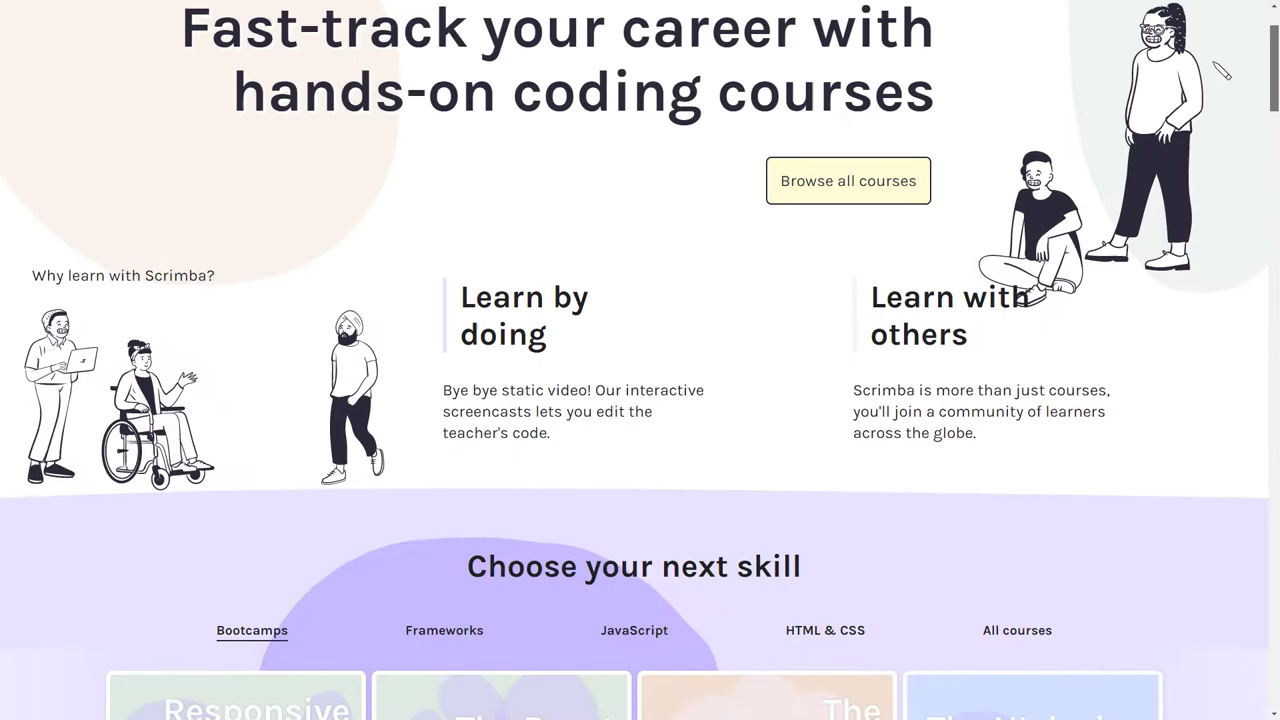 Fast-track your career with
hands-on coding courses
Browse all courses
Why learn with Scrimba?
Learn by
doing
Bye bye static video! Our interactive
screencasts lets you edit the
teacher's code.
Learn with
others
Scrimba is more than just courses,
you'll join a community of learners
across the globe.
Choose your next skill
Bootcamps
Frameworks
JavaScript
HTML & CSS
All courses
Responsive
The